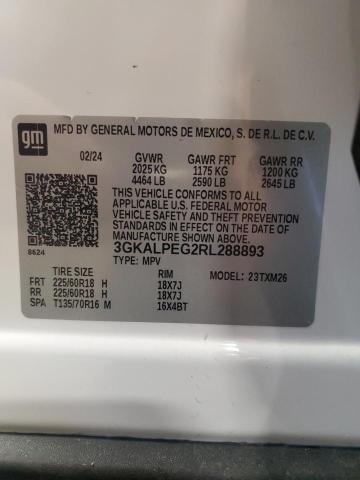 gm
MFD BY GENERAL MOTORS DE MEXICO, S. DE R.L. DE C.V.
02/24 GVWR GAWR FRT GAWR RR
2025 KG 1175 KG 1200 KG
4464 LB 2590 LB 2645 LB
THIS VEHICLE CONFORMS TO ALL
APPLICABLE U.S. FEDERAL MOTOR
VEHICLE SAFETY AND THEFT PREVENTION
STANDARDS IN EFFECT ON THE DATE OF
MANUFACTURE SHOWN ABOVE.
8624 3GKALPEG2RL288893
TYPE: MPV MODEL: 23TXM26
TIRE SIZE RIM
FRT 225/60R18 H 18X7J
RR 225/60R18 H 18X7J
SPA T135/70R16 M 16X4BT